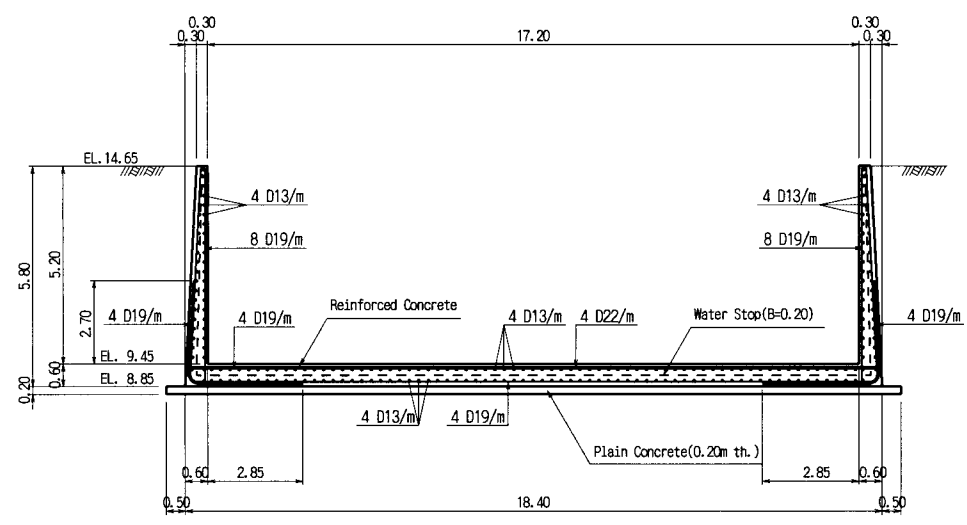 0.30 0.30
0.30 17.20 0.30
EL.14.65
4 D13/m 4 D13/m
8 D19/m 8 D19/m
5.80 5.20 2.70
4 D19/m 4 D19/m Reinforced Concrete 4 D13/m 4 D22/m Water Stop(B=0.20) 4 D19/m
EL. 9.45
0.60
EL. 8.85
0.20
4 D13/m 4 D19/m
Plain Concrete(0.20m th.)
0.60 2.85 2.85 0.60
0.50 18.40 0.50